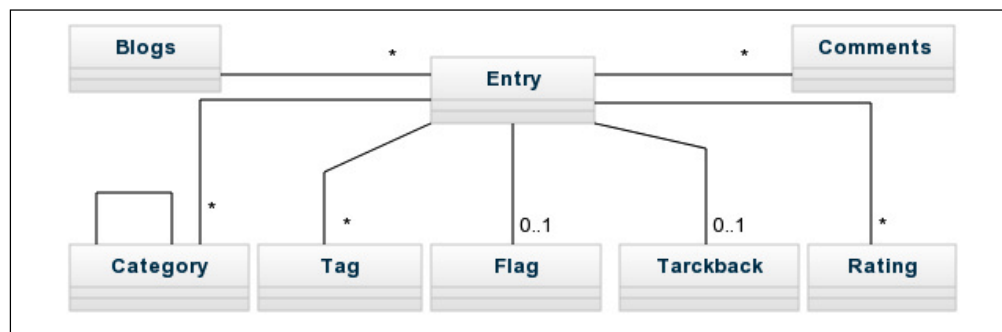 Blogs
*
Entry
*
Comments
*
*
0..1
0..1
*
Category
Tag
Flag
Tarckback
Rating